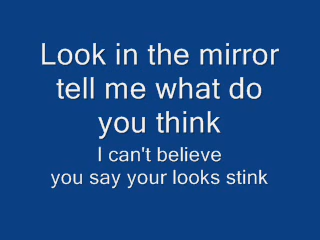 Look in the mirror
tell me what do
you think
I can't believe
you say your looks stink